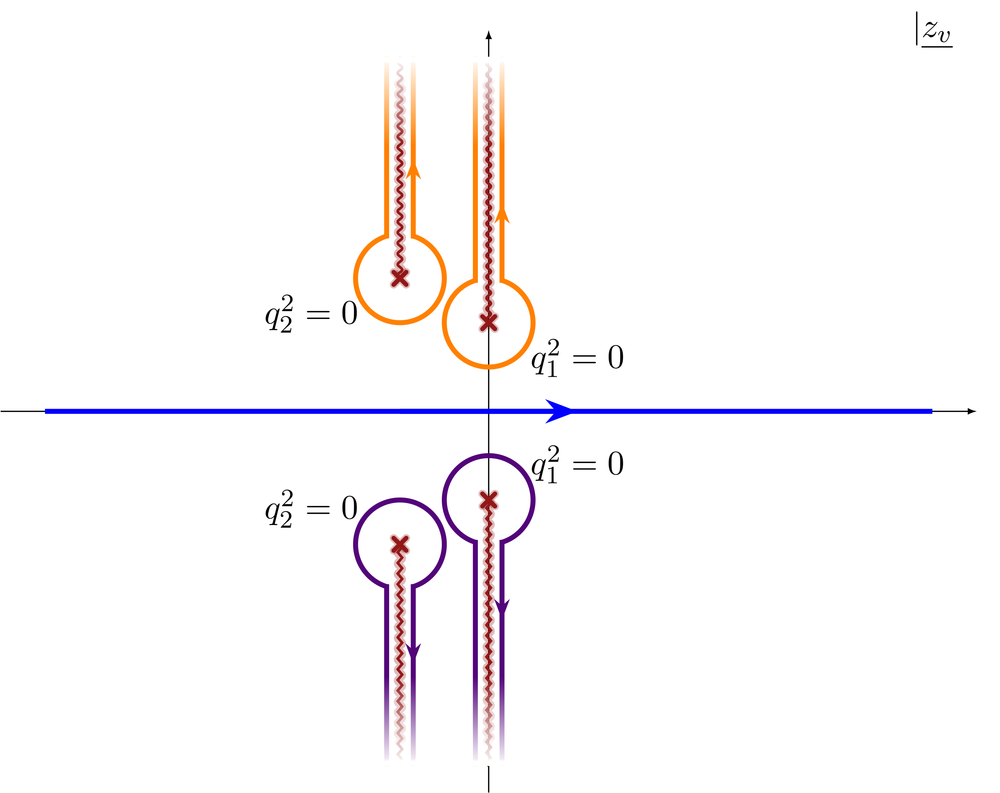 |z_v
q_2^2 = 0
q_1^2 = 0
q_1^2 = 0
q_2^2 = 0